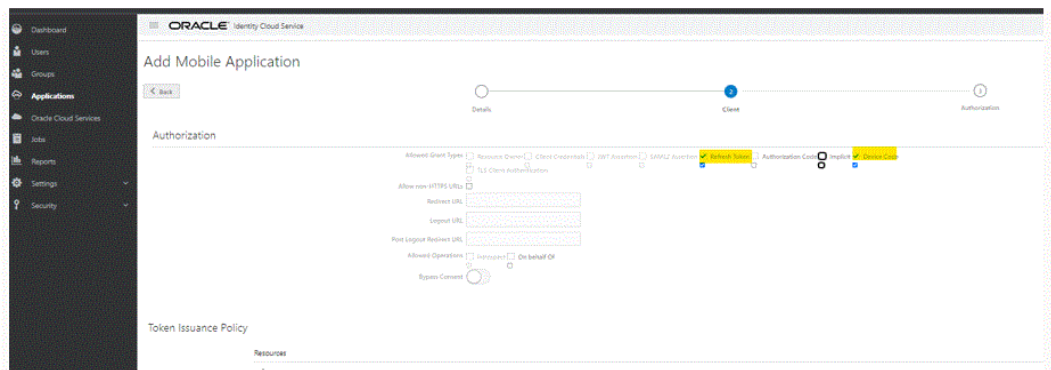 ORACLE Identity Cloud Service
Dashboard
Users
Groups
Applications
Oracle Cloud Services
Jobs
Reports
Settings
Security
Add Mobile Application
< Back
2
3
Details
Client
Authorization
Authorization
Allowed Grant Types Resource Owner Client Credentials JWT Assertion SAML2 Assertion Refresh Token Authorization Code Implicit Device Code
TLS Client Authentication
Allow non-HTTPS URLs
Redirect URL
Logout URL
Post Logout Redirect URL
Allowed Operations Introspect On behalf Of
Bypass Consent
Token Issuance Policy
Resources